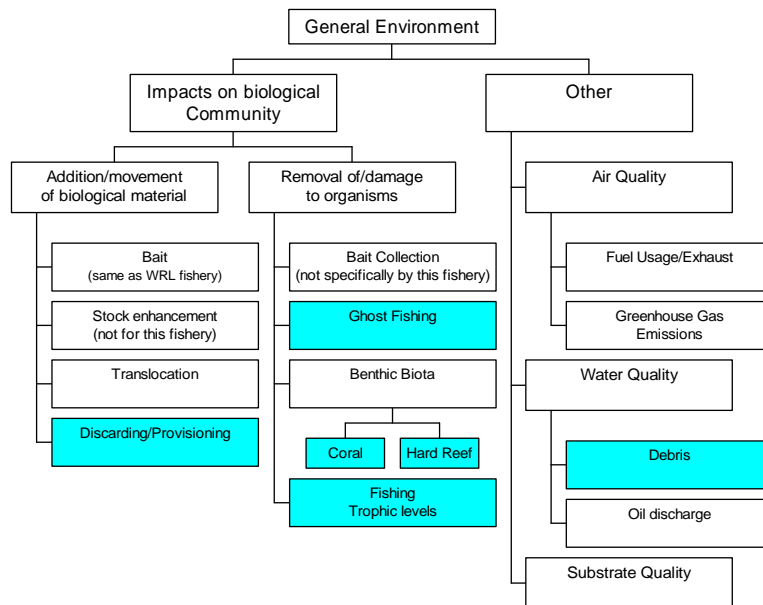 General Environment
Impacts on biological
Community
Other
Addition/movement
of biological material
Removal of/damage
to organisms
Air Quality
Bait
(same as WRL fishery)
Bait Collection
(not specifically by this fishery)
Fuel Usage/Exhaust
Stock enhancement
(not for this fishery)
Ghost Fishing
Greenhouse Gas
Emissions
Translocation
Benthic Biota
Water Quality
Discarding/Provisioning
Coral
Hard Reef
Debris
Fishing
Trophic levels
Oil discharge
Substrate Quality